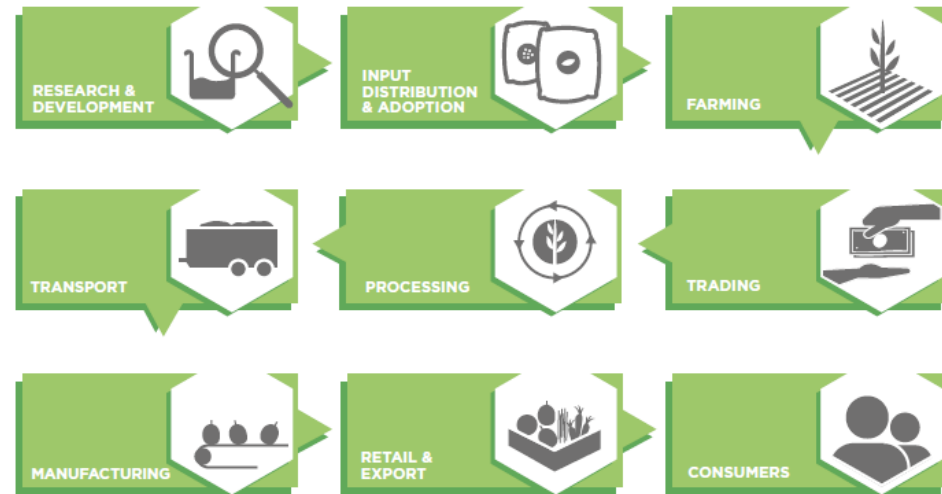 RESEARCH &
DEVELOPMENT
INPUT
DISTRIBUTION
& ADOPTION
FARMING
TRANSPORT
PROCESSING
TRADING
MANUFACTURING
RETAIL &
EXPORT
CONSUMERS